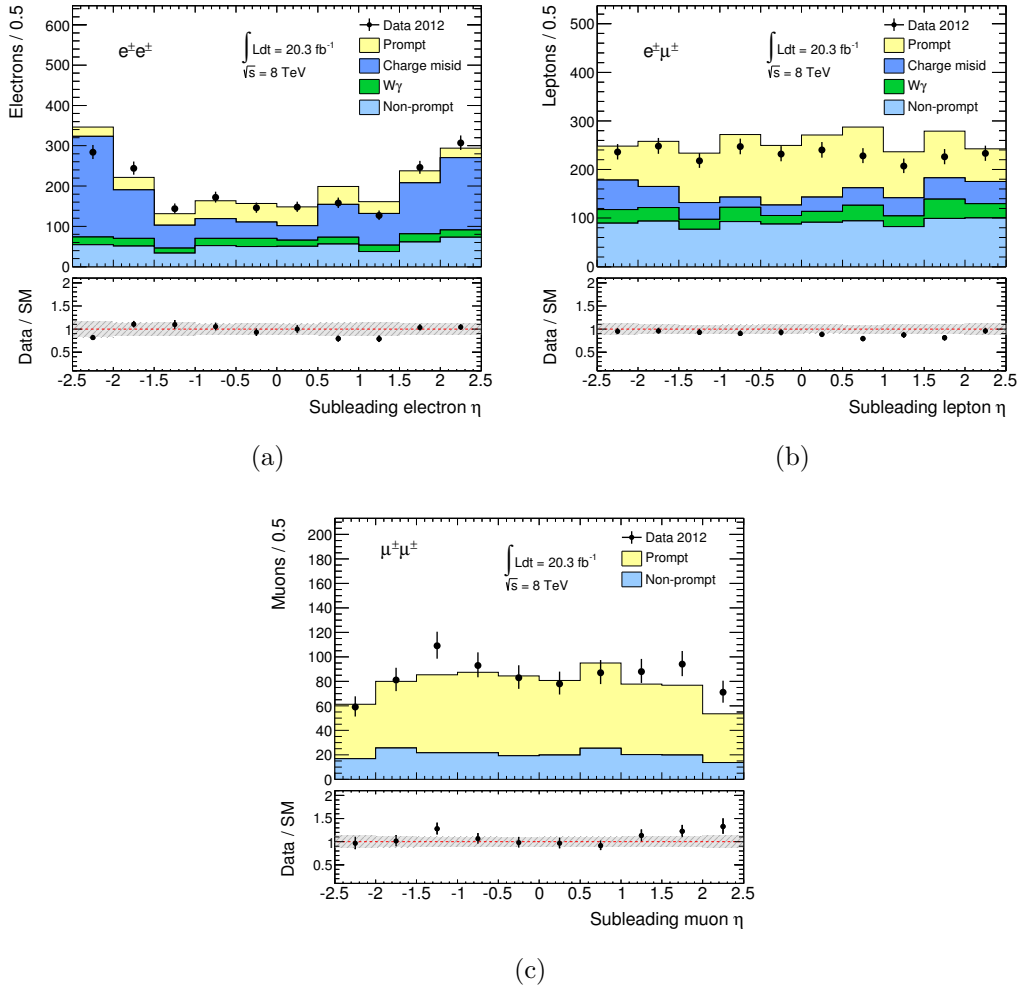 Electrons / 0.5
600
500
400
300
200
100
0
e±e±
∫ Ldt = 20.3 fb⁻¹
√s = 8 TeV
Data 2012
Prompt
Charge misid
Wγ
Non-prompt
Data / SM
2
1.5
1
0.5
-2.5 -2 -1.5 -1 -0.5 0 0.5 1 1.5 2 2.5
Subleading electron η
(a)
Leptons / 0.5
500
400
300
200
100
0
e±μ±
∫ Ldt = 20.3 fb⁻¹
√s = 8 TeV
Data 2012
Prompt
Charge misid
Wγ
Non-prompt
Data / SM
2
1.5
1
0.5
-2.5 -2 -1.5 -1 -0.5 0 0.5 1 1.5 2 2.5
Subleading lepton η
(b)
Muons / 0.5
200
180
160
140
120
100
80
60
40
20
0
μ±μ±
∫ Ldt = 20.3 fb⁻¹
√s = 8 TeV
Data 2012
Prompt
Non-prompt
Data / SM
2
1.5
1
0.5
-2.5 -2 -1.5 -1 -0.5 0 0.5 1 1.5 2 2.5
Subleading muon η
(c)